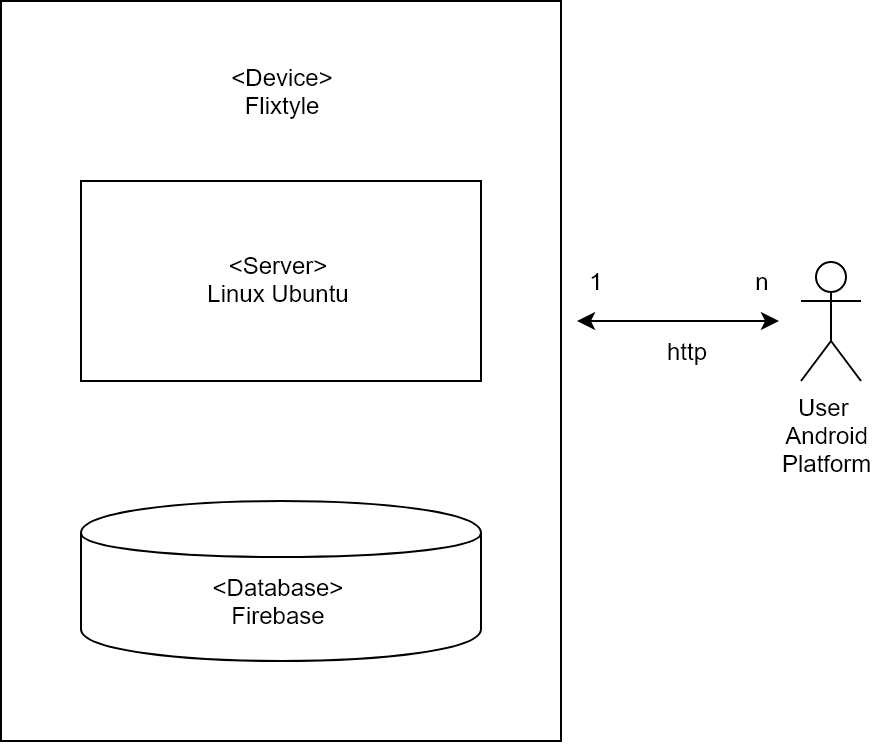 <Device>
Flixtyle
<Server>
Linux Ubuntu
1
n
http
User
Android
Platform
<Database>
Firebase